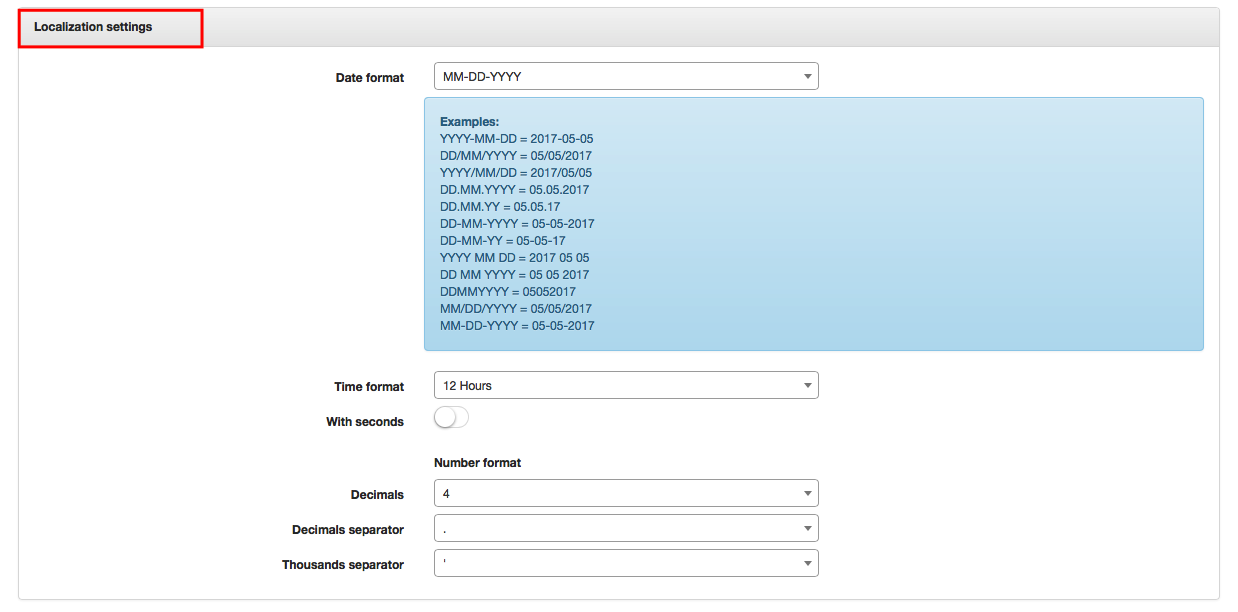 Localization settings
Date format
MM-DD-YYYY
Examples:
YYYY-MM-DD = 2017-05-05
DD/MM/YYYY = 05/05/2017
YYYY/MM/DD = 2017/05/05
DD.MM.YYYY = 05.05.2017
DD.MM.YY = 05.05.17
DD-MM-YYYY = 05-05-2017
DD-MM-YY = 05-05-17
YYYY MM DD = 2017 05 05
DD MM YYYY = 05 05 2017
DDMMYYYY = 05052017
MM/DD/YYYY = 05/05/2017
MM-DD-YYYY = 05-05-2017
Time format
12 Hours
With seconds
Number format
Decimals
4
Decimals separator
.
Thousands separator
'